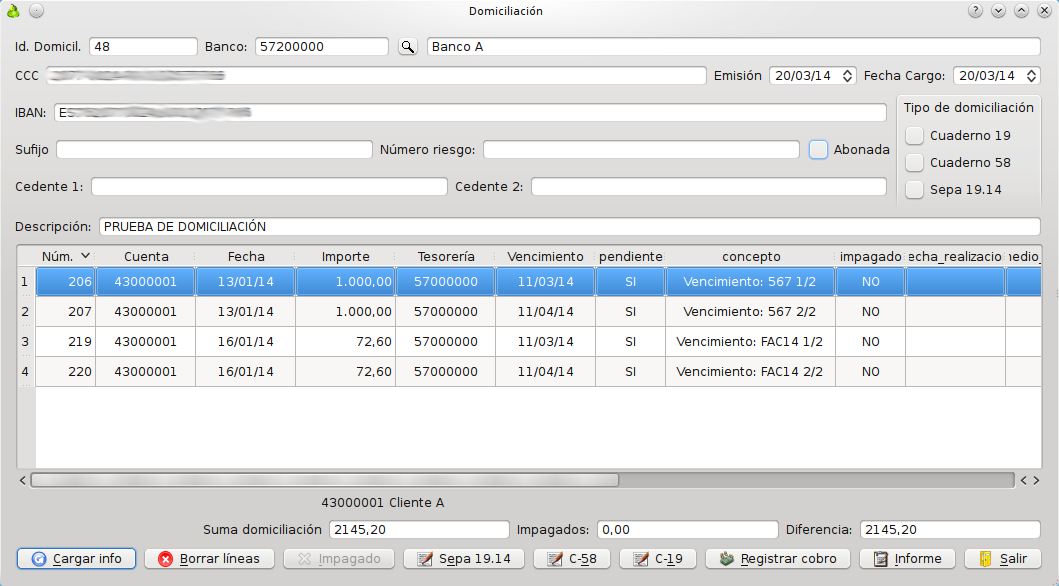 Domiciliación
Id. Domicil. 48 Banco: 57200000 Banco A
CCC Emisión 20/03/14 Fecha Cargo: 20/03/14
IBAN: ES
Tipo de domiciliación
Cuaderno 19
Cuaderno 58
Sepa 19.14
Sufijo Número riesgo: Abonada
Cedente 1: Cedente 2:
Descripción: PRUEBA DE DOMICILIACIÓN
Núm. Cuenta Fecha Importe Tesorería Vencimiento pendiente concepto impagado echa_realizacio nedio_
1 206 43000001 13/01/14 1.000,00 57000000 11/03/14 SI Vencimiento: 567 1/2 NO
2 207 43000001 13/01/14 1.000,00 57000000 11/04/14 SI Vencimiento: 567 2/2 NO
3 219 43000001 16/01/14 72,60 57000000 11/03/14 SI Vencimiento: FAC14 1/2 NO
4 220 43000001 16/01/14 72,60 57000000 11/04/14 SI Vencimiento: FAC14 2/2 NO
43000001 Cliente A
Suma domiciliación 2145,20 Impagados: 0,00 Diferencia: 2145,20
Cargar info Borrar líneas Impagado Sepa 19.14 C-58 C-19 Registrar cobro Informe Salir